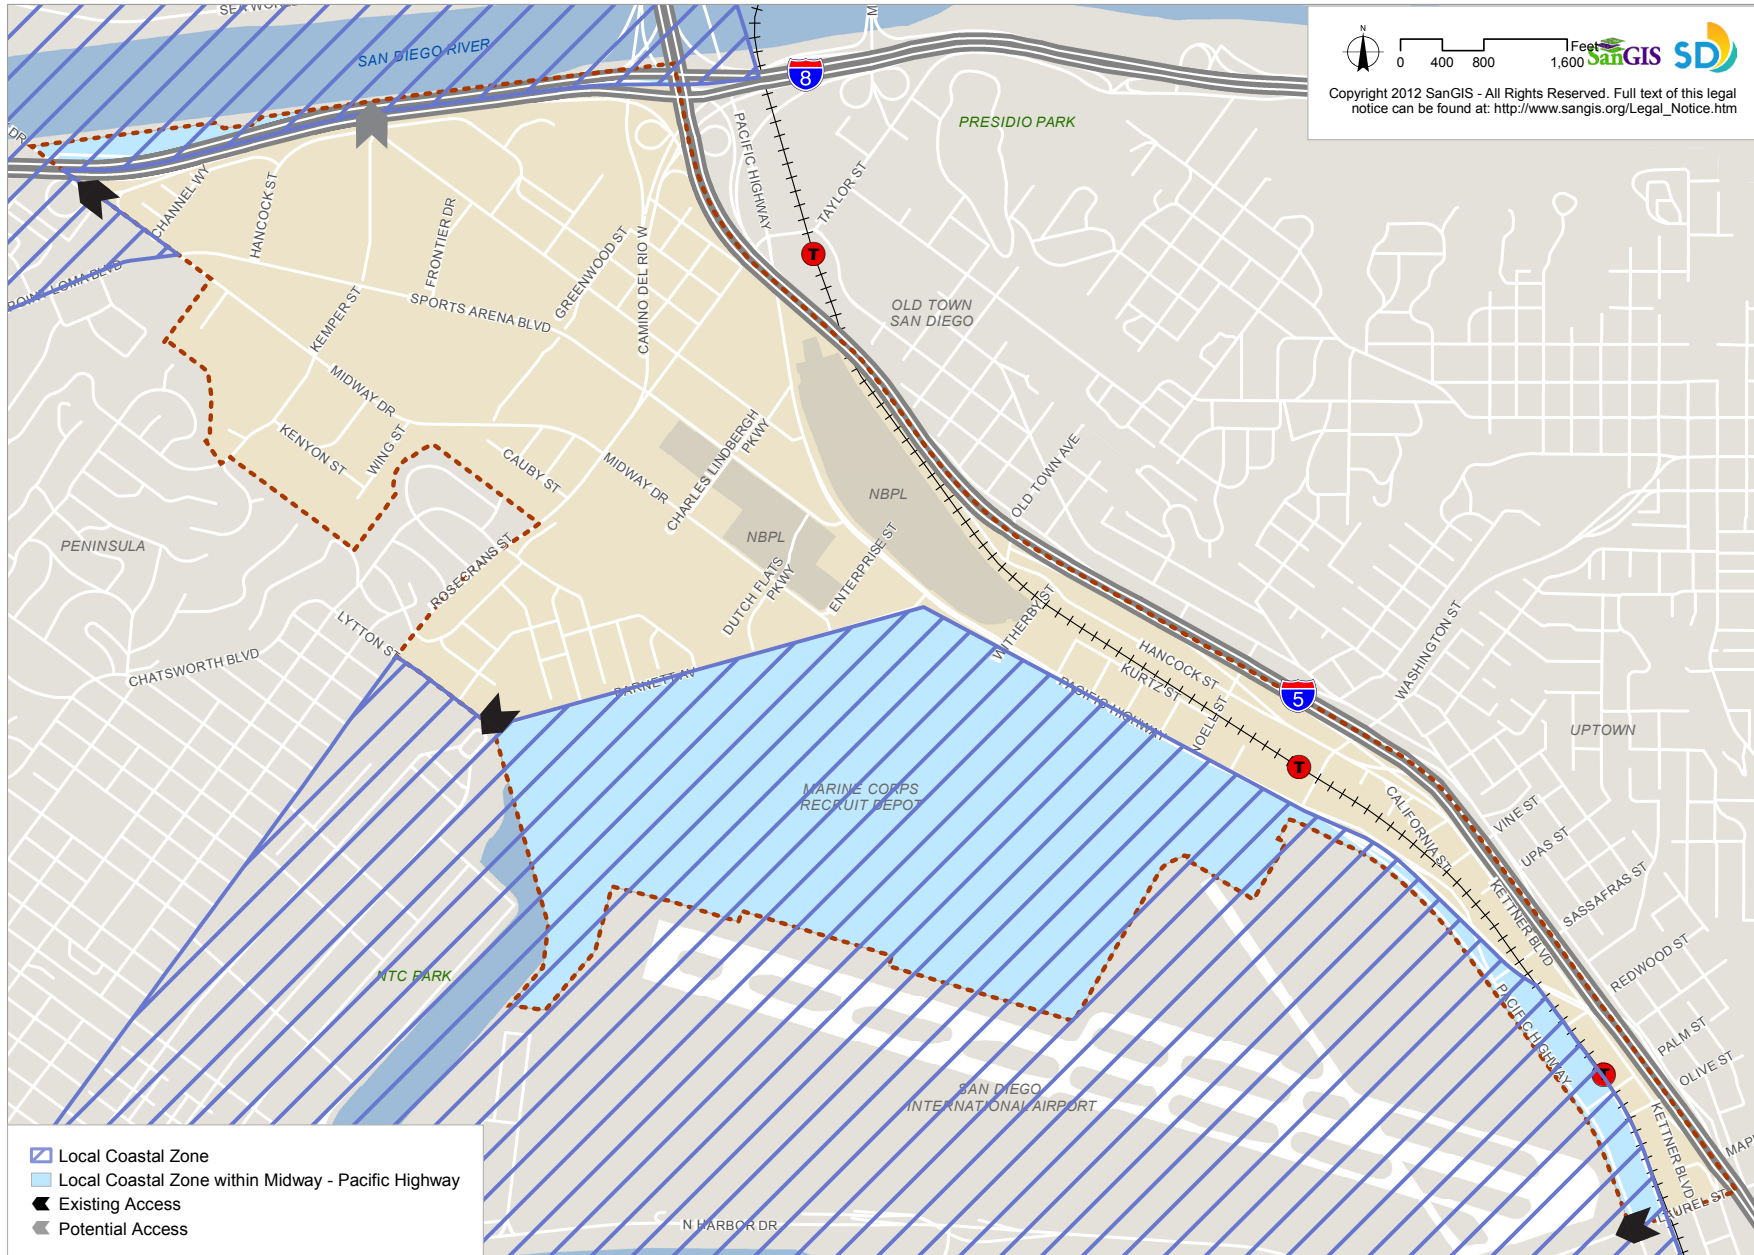 SEA WORLD
SAN DIEGO RIVER
8
N
0 400 800 1,600 Feet
SanGIS SD
Copyright 2012 SanGIS - All Rights Reserved. Full text of this legal
notice can be found at: http://www.sangis.org/Legal_Notice.htm
PRESIDIO PARK
DR
CHANNEL WY
HANCOCK ST
FRONTIER DR
GREENWOOD ST
CAMINO DEL RIO W
PACIFIC HIGHWAY
TAYLOR ST
T
POINT LOMA BLVD
KEMPER ST
SPORTS ARENA BLVD
OLD TOWN
SAN DIEGO
MIDWAY DR
KENYON ST
WING ST
CAUBY ST
MIDWAY DR
CHARLES LINDBERGH
PKWY
NBPL
NBPL
OLD TOWN AVE
PENINSULA
ROSECRANS ST
DUTCH FLATS
PKWY
ENTERPRISE ST
LYTTON ST
CHATSWORTH BLVD
BARNETT AV
WITHERBY ST
HANCOCK ST
KURTZ ST
PACIFIC HIGHWAY
NOELL ST
5
WASHINGTON ST
UPTOWN
T
MARINE CORPS
RECRUIT DEPOT
CALIFORNIA ST
VINE ST
UPAS ST
SASSAFRAS ST
KETTNER BLVD
REDWOOD ST
NTC PARK
PACIFIC HIGHWAY
PALM ST
OLIVE ST
T
SAN DIEGO
INTERNATIONAL AIRPORT
KETTNER BLVD
LAUREL ST
N HARBOR DR
Local Coastal Zone
Local Coastal Zone within Midway - Pacific Highway
Existing Access
Potential Access